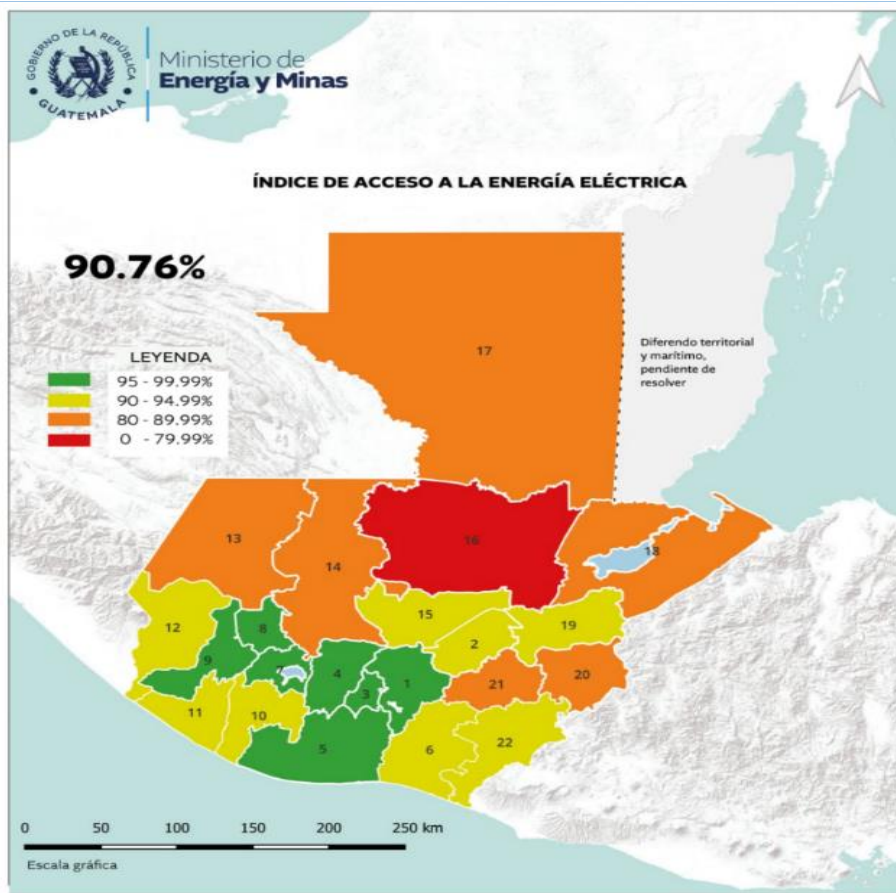 GOBIERNO DE LA REPÚBLICA
GUATEMALA
Ministerio de
Energía y Minas
ÍNDICE DE ACCESO A LA ENERGÍA ELÉCTRICA
90.76%
17
Diferendo territorial
y marítimo,
pendiente de
resolver
LEYENDA
95 - 99.99%
90 - 94.99%
80 - 89.99%
0 - 79.99%
13
14
16
18
12
8
15
2
19
9
7
4
3
1
21
20
11
10
5
6
22
0 50 100 150 200 250 km
Escala gráfica